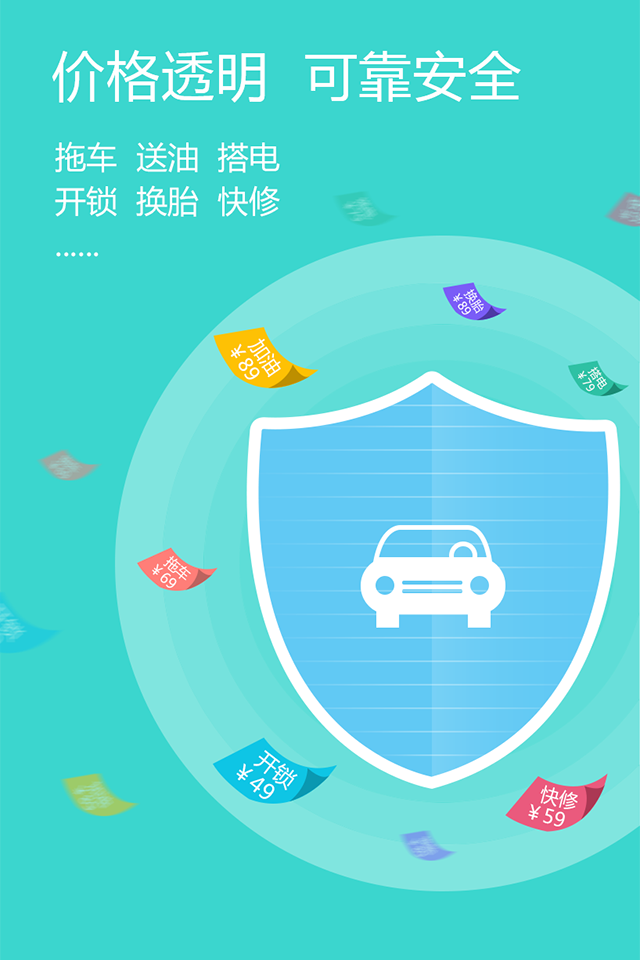 价格透明 可靠安全
拖车 送油 搭电
开锁 换胎 快修
......
换胎
¥89
加油
¥89
搭电
¥79
拖车
¥69
开锁
¥49
快修
¥59